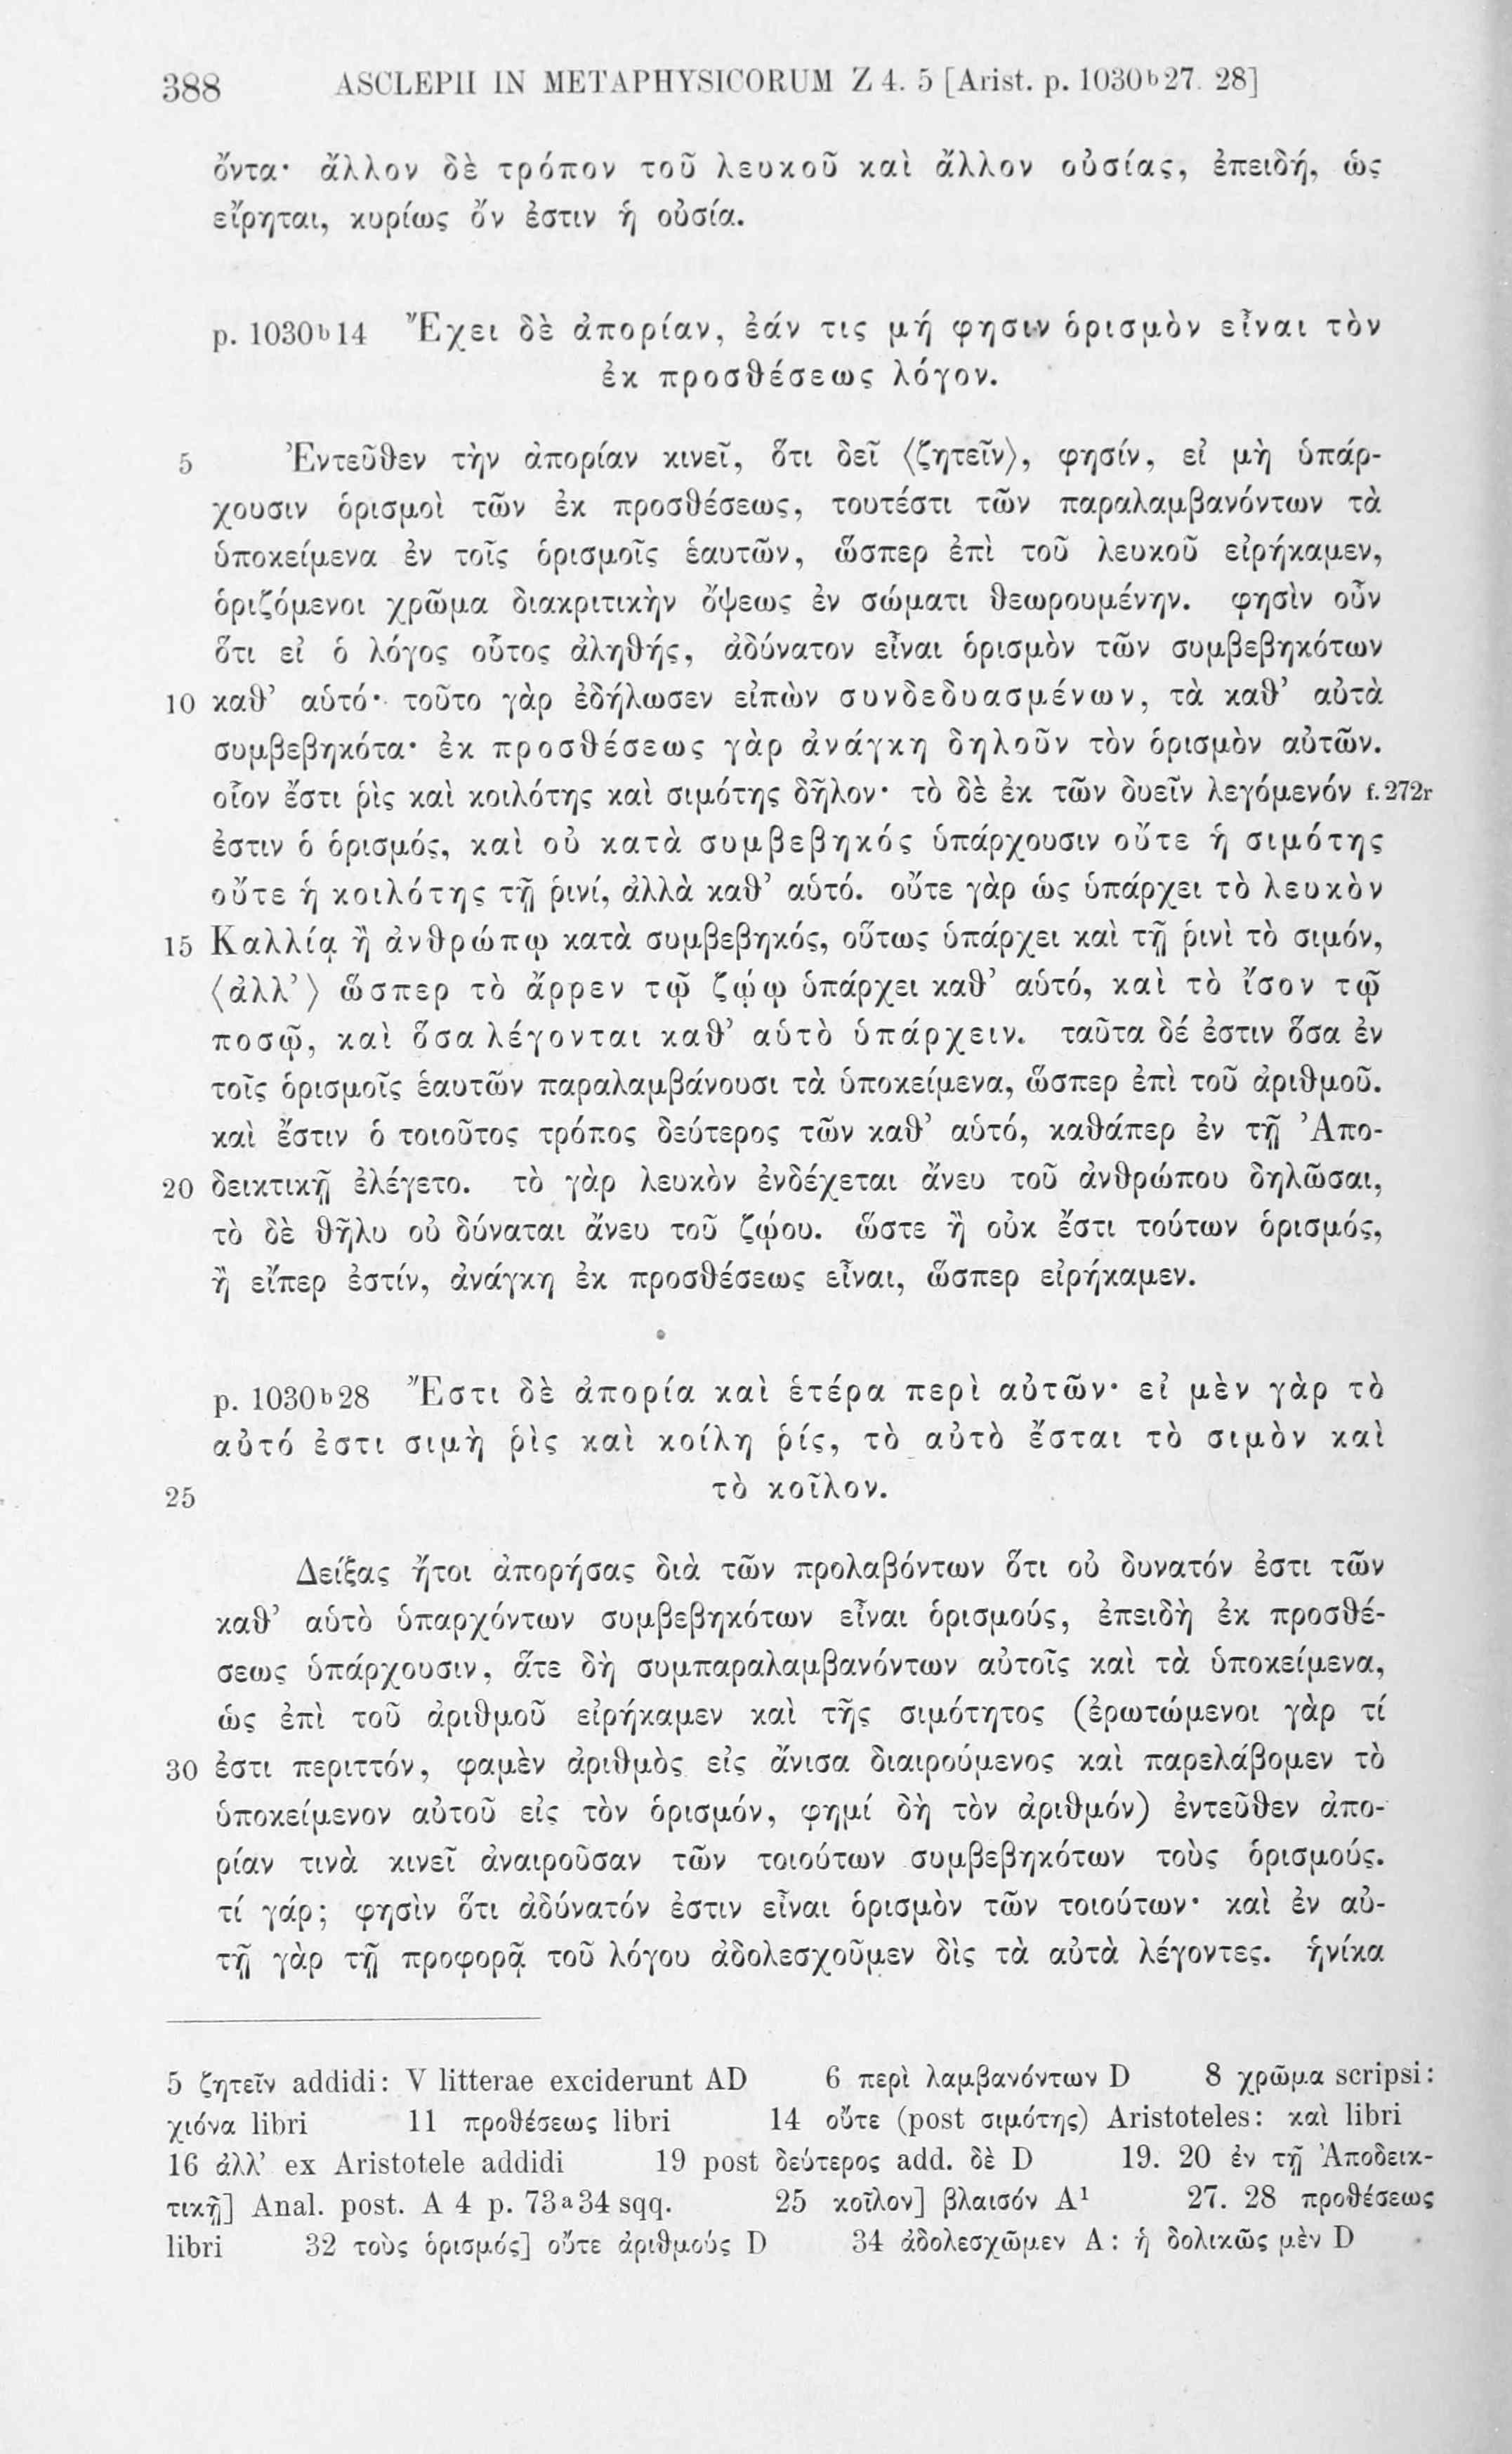 388 ASCLEPII IN METAPHYSICORUM Z 4. 5 [Arist. p. 1030b27. 28]
ὄντα· ἄλλον δὲ τρόπον τοῦ λευκοῦ καὶ ἄλλον οὐσίας, ἐπειδή, ὡς
εἴρηται, κυρίως ὄν ἐστιν ἡ οὐσία.
p. 1030b14 Ἔχει δὲ ἀπορίαν, ἐάν τις μή φησιν ὁρισμὸν εἶναι τὸν
ἐκ προσθέσεως λόγον.
5 Ἐντεῦθεν τὴν ἀπορίαν κινεῖ, ὅτι δεῖ ⟨ζητεῖν⟩, φησίν, εἰ μὴ ὑπάρ-
χουσιν ὁρισμοὶ τῶν ἐκ προσθέσεως, τουτέστι τῶν παραλαμβανόντων τὰ
ὑποκείμενα ἐν τοῖς ὁρισμοῖς ἑαυτῶν, ὥσπερ ἐπὶ τοῦ λευκοῦ εἰρήκαμεν,
ὁριζόμενοι χρῶμα διακριτικὴν ὄψεως ἐν σώματι θεωρουμένην. φησὶν οὖν
ὅτι εἰ ὁ λόγος οὗτος ἀληθής, ἀδύνατον εἶναι ὁρισμὸν τῶν συμβεβηκότων
10 καθ’ αὑτό· τοῦτο γὰρ ἐδήλωσεν εἰπὼν συνδεδυασμένων, τὰ καθ’ αὑτὰ
συμβεβηκότα· ἐκ προσθέσεως γὰρ ἀνάγκη δηλοῦν τὸν ὁρισμὸν αὐτῶν.
οἷον ἔστι ῥὶς καὶ κοιλότης καὶ σιμότης δῆλον· τὸ δὲ ἐκ τῶν δυεῖν λεγόμενόν f. 272r
ἐστιν ὁ ὁρισμός, καὶ οὐ κατὰ συμβεβηκός ὑπάρχουσιν οὔτε ἡ σιμότης
οὔτε ἡ κοιλότης τῇ ῥινί, ἀλλὰ καθ’ αὑτό. οὔτε γὰρ ὡς ὑπάρχει τὸ λευκὸν
15 Καλλίᾳ ἢ ἀνθρώπῳ κατὰ συμβεβηκός, οὕτως ὑπάρχει καὶ τῇ ῥινὶ τὸ σιμόν,
⟨ἀλλ’⟩ ὥσπερ τὸ ἄρρεν τῷ ζῴῳ ὑπάρχει καθ’ αὑτό, καὶ τὸ ἴσον τῷ
ποσῷ, καὶ ὅσα λέγονται καθ’ αὑτὸ ὑπάρχειν. ταῦτα δέ ἐστιν ὅσα ἐν
τοῖς ὁρισμοῖς ἑαυτῶν παραλαμβάνουσι τὰ ὑποκείμενα, ὥσπερ ἐπὶ τοῦ ἀριθμοῦ.
καὶ ἔστιν ὁ τοιοῦτος τρόπος δεύτερος τῶν καθ’ αὑτό, καθάπερ ἐν τῇ Ἀπο-
20 δεικτικῇ ἐλέγετο. τὸ γὰρ λευκὸν ἐνδέχεται ἄνευ τοῦ ἀνθρώπου δηλῶσαι,
τὸ δὲ θῆλυ οὐ δύναται ἄνευ τοῦ ζῴου. ὥστε ἢ οὐκ ἔστι τούτων ὁρισμός,
ἢ εἴπερ ἐστίν, ἀνάγκη ἐκ προσθέσεως εἶναι, ὥσπερ εἰρήκαμεν.
p. 1030b28 Ἔστι δὲ ἀπορία καὶ ἑτέρα περὶ αὐτῶν· εἰ μὲν γὰρ τὸ
αὐτό ἐστι σιμὴ ῥὶς καὶ κοίλη ῥίς, τὸ αὐτὸ ἔσται τὸ σιμὸν καὶ
25 τὸ κοῖλον.
Δείξας ἤτοι ἀπορήσας διὰ τῶν προλαβόντων ὅτι οὐ δυνατόν ἐστι τῶν
καθ’ αὑτὸ ὑπαρχόντων συμβεβηκότων εἶναι ὁρισμούς, ἐπειδὴ ἐκ προσθέ-
σεως ὑπάρχουσιν, ἅτε δὴ συμπαραλαμβανόντων αὐτοῖς καὶ τὰ ὑποκείμενα,
ὡς ἐπὶ τοῦ ἀριθμοῦ εἰρήκαμεν καὶ τῆς σιμότητος (ἐρωτώμενοι γὰρ τί
30 ἐστι περιττόν, φαμὲν ἀριθμὸς εἰς ἄνισα διαιρούμενος καὶ παρελάβομεν τὸ
ὑποκείμενον αὐτοῦ εἰς τὸν ὁρισμόν, φημί δὴ τὸν ἀριθμόν) ἐντεῦθεν ἀπο-
ρίαν τινὰ κινεῖ ἀναιροῦσαν τῶν τοιούτων συμβεβηκότων τοὺς ὁρισμούς.
τί γάρ; φησὶν ὅτι ἀδύνατόν ἐστιν εἶναι ὁρισμὸν τῶν τοιούτων· καὶ ἐν αὐ-
τῇ γὰρ τῇ προφορᾷ τοῦ λόγου ἀδολεσχοῦμεν δὶς τὰ αὐτὰ λέγοντες. ἡνίκα
5 ζητεῖν addidi: V litterae exciderunt AD 6 περὶ λαμβανόντων D 8 χρῶμα scripsi:
χιόνα libri 11 προθέσεως libri 14 οὔτε (post σιμότης) Aristoteles: καὶ libri
16 ἀλλ’ ex Aristotele addidi 19 post δεύτερος add. δὲ D 19. 20 ἐν τῇ Ἀποδεικ-
τικῇ] Anal. post. A 4 p. 73a34 sqq. 25 κοῖλον] βλαισόν A¹ 27. 28 προθέσεως
libri 32 τοὺς ὁρισμός] οὔτε ἀριθμούς D 34 ἀδολεσχῶμεν A: ἡ δολικῶς μὲν D